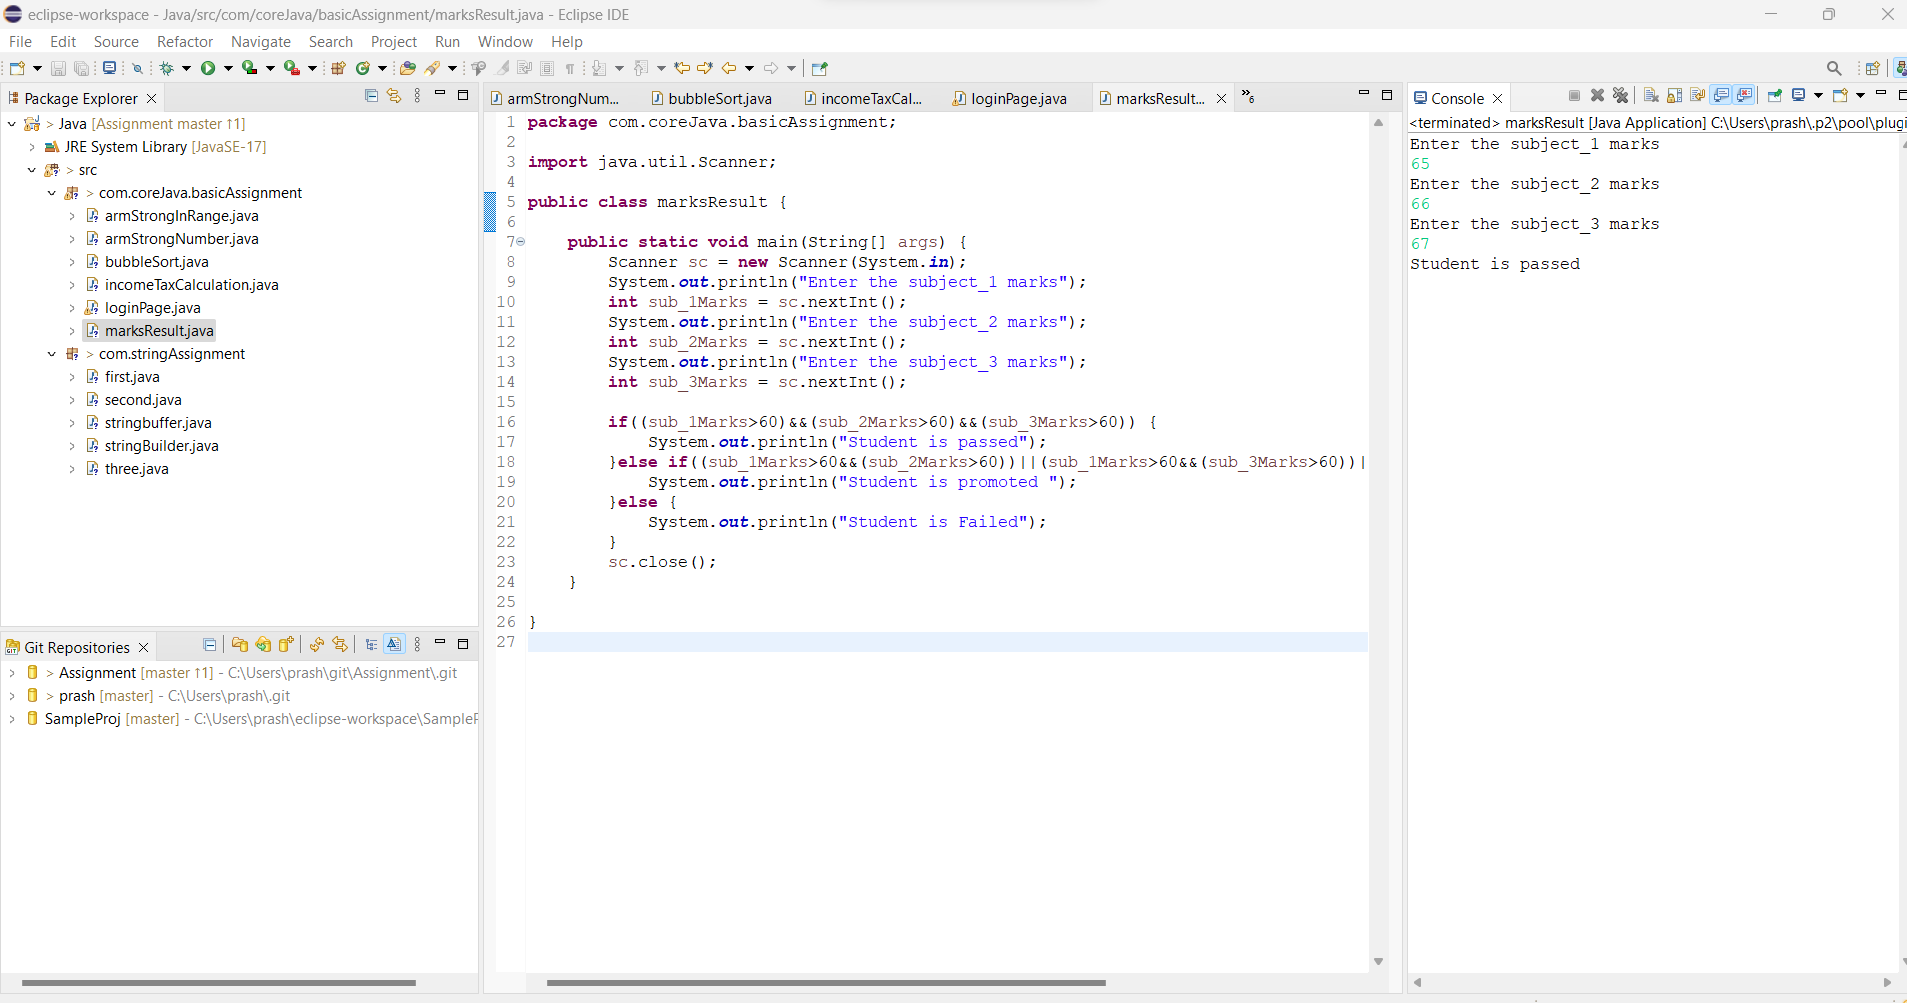 eclipse-workspace - Java/src/com/coreJava/basicAssignment/marksResult.java - Eclipse IDE
File Edit Source Refactor Navigate Search Project Run Window Help
Package Explorer
> Java [Assignment master ↑1]
JRE System Library [JavaSE-17]
> src
> com.coreJava.basicAssignment
armStrongInRange.java
armStrongNumber.java
bubbleSort.java
incomeTaxCalculation.java
loginPage.java
marksResult.java
> com.stringAssignment
first.java
second.java
stringbuffer.java
stringBuilder.java
three.java
Git Repositories
> Assignment [master ↑1] - C:\Users\prash\git\Assignment\.git
> prash [master] - C:\Users\prash\.git
SampleProj [master] - C:\Users\prash\eclipse-workspace\SampleP
armStrongNum... bubbleSort.java incomeTaxCal... loginPage.java marksResult... »6
1 package com.coreJava.basicAssignment;
2
3 import java.util.Scanner;
4
5 public class marksResult {
6
7 public static void main(String[] args) {
8 Scanner sc = new Scanner(System.in);
9 System.out.println("Enter the subject_1 marks");
10 int sub_1Marks = sc.nextInt();
11 System.out.println("Enter the subject_2 marks");
12 int sub_2Marks = sc.nextInt();
13 System.out.println("Enter the subject_3 marks");
14 int sub_3Marks = sc.nextInt();
15
16 if((sub_1Marks>60)&&(sub_2Marks>60)&&(sub_3Marks>60)) {
17 System.out.println("Student is passed");
18 }else if((sub_1Marks>60&&(sub_2Marks>60))||(sub_1Marks>60&&(sub_3Marks>60))|
19 System.out.println("Student is promoted ");
20 }else {
21 System.out.println("Student is Failed");
22 }
23 sc.close();
24 }
25
26 }
27
Console
<terminated> marksResult [Java Application] C:\Users\prash\.p2\pool\plugi
Enter the subject_1 marks
65
Enter the subject_2 marks
66
Enter the subject_3 marks
67
Student is passed